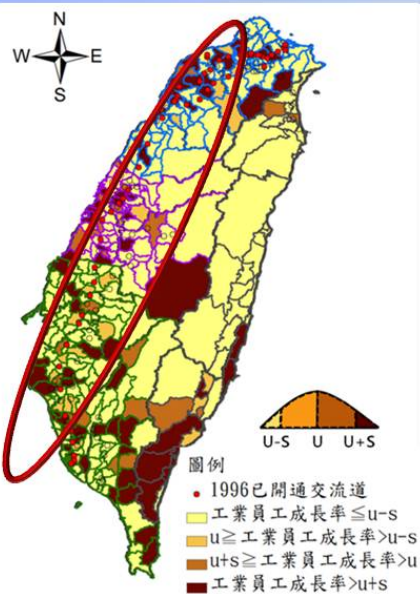 N
W E
S
U-S U U+S
圖例
1996已開通交流道
工業員工成長率≦u-s
u≧工業員工成長率>u-s
u+s≧工業員工成長率>u
工業員工成長率>u+s